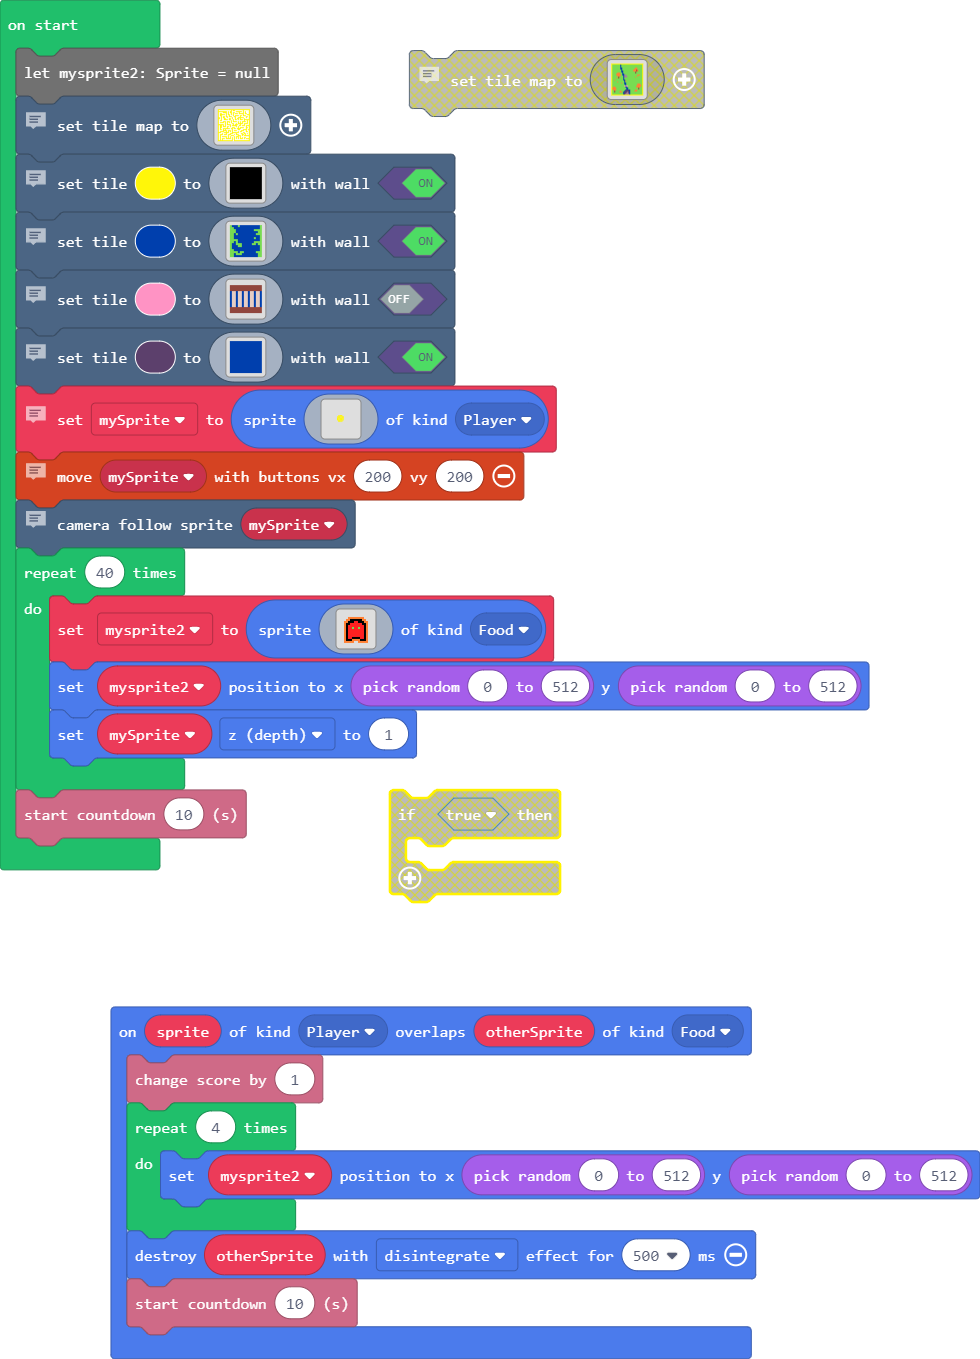 on start
let mysprite2: Sprite = null
set tile map to
set tile map to
set tile to with wall ON
set tile to with wall ON
set tile to with wall OFF
set tile to with wall ON
set mySprite to sprite of kind Player
move mySprite with buttons vx 200 vy 200
camera follow sprite mySprite
repeat 40 times
do
set mysprite2 to sprite of kind Food
set mysprite2 position to x pick random 0 to 512 y pick random 0 to 512
set mySprite z (depth) to 1
start countdown 10 (s)
if true then
on sprite of kind Player overlaps otherSprite of kind Food
change score by 1
repeat 4 times
do
set mysprite2 position to x pick random 0 to 512 y pick random 0 to 512
destroy otherSprite with disintegrate effect for 500 ms
start countdown 10 (s)